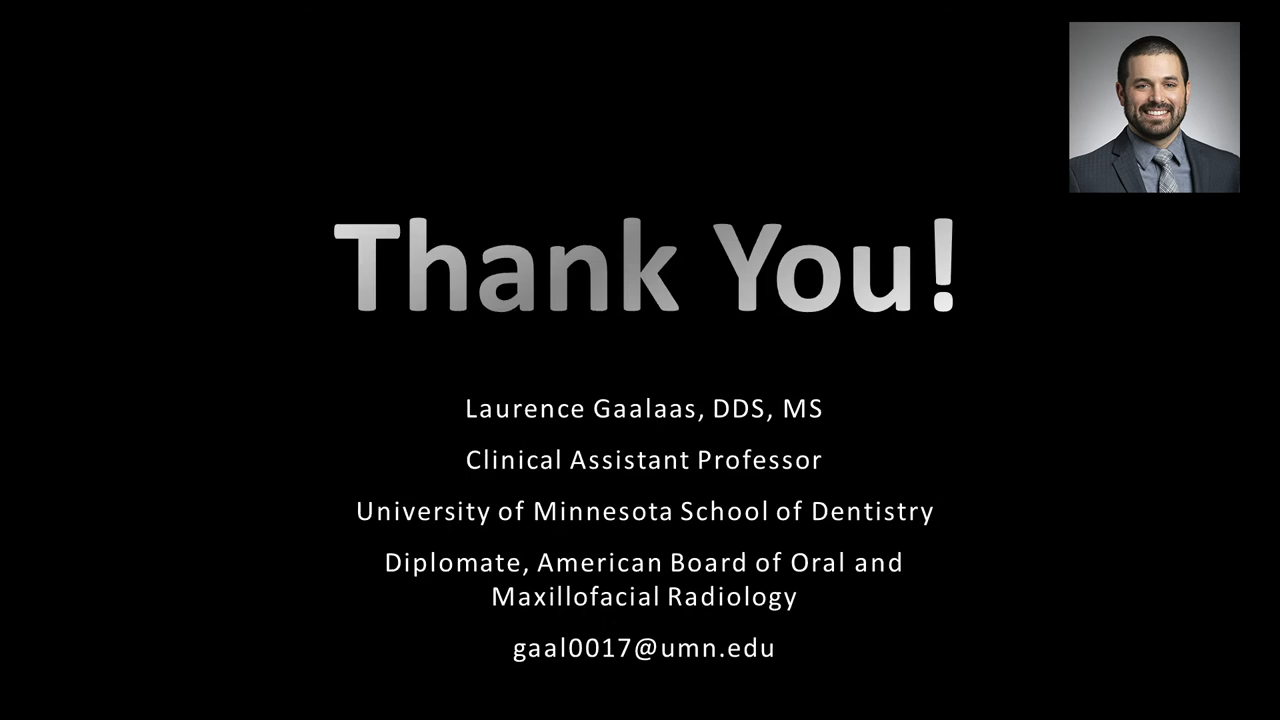 Thank You!
Laurence Gaalaas, DDS, MS
Clinical Assistant Professor
University of Minnesota School of Dentistry
Diplomate, American Board of Oral and
Maxillofacial Radiology
gaal0017@umn.edu